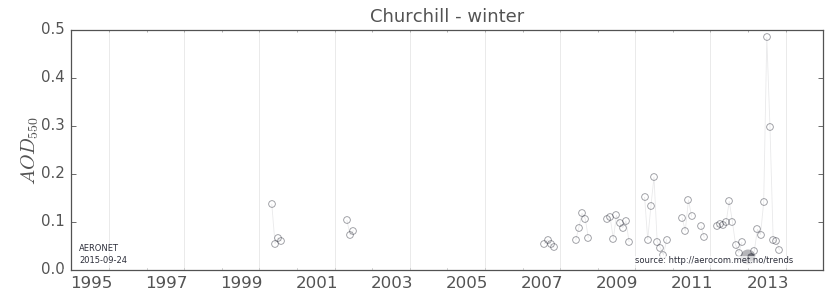 Churchill - winter
0.5
0.4
0.3
0.2
0.1
0.0
AOD550
AERONET
2015-09-24
source: http://aerocom.met.no/trends
1995 1997 1999 2001 2003 2005 2007 2009 2011 2013